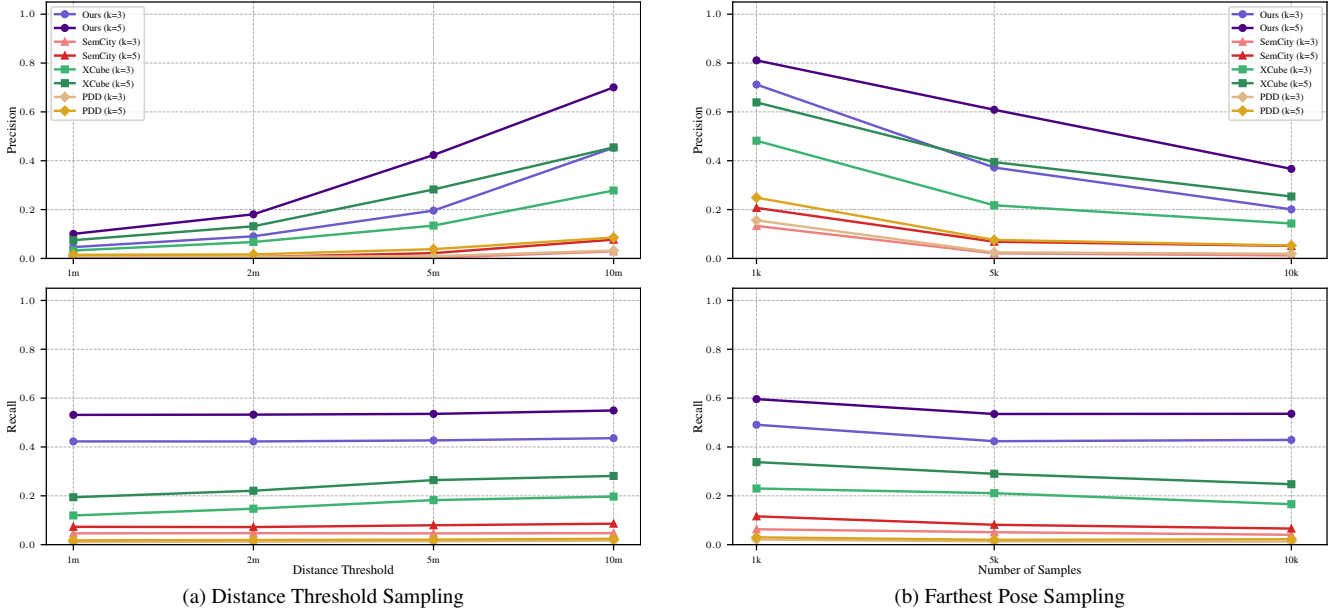 1.0
0.8
0.6
0.4
0.2
0.0
Precision
Ours (k=3)
Ours (k=5)
SemCity (k=3)
SemCity (k=5)
XCube (k=3)
XCube (k=5)
PDD (k=3)
PDD (k=5)
1m
2m
5m
10m
1.0
0.8
0.6
0.4
0.2
0.0
Recall
1m
2m
5m
10m
Distance Threshold
(a) Distance Threshold Sampling
1.0
0.8
0.6
0.4
0.2
0.0
Precision
Ours (k=3)
Ours (k=5)
SemCity (k=3)
SemCity (k=5)
XCube (k=3)
XCube (k=5)
PDD (k=3)
PDD (k=5)
1k
5k
10k
1.0
0.8
0.6
0.4
0.2
0.0
Recall
1k
5k
10k
Number of Samples
(b) Farthest Pose Sampling